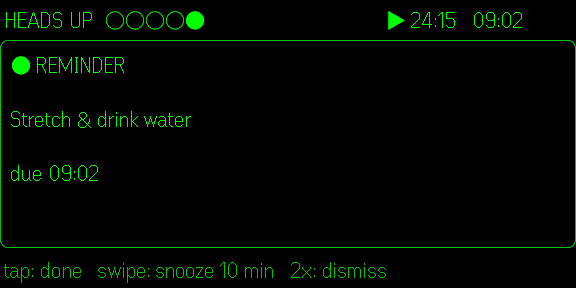 HEADS UP ○○○○● ▶ 24:15 09:02
● REMINDER
Stretch & drink water
due 09:02
tap: done swipe: snooze 10 min 2x: dismiss